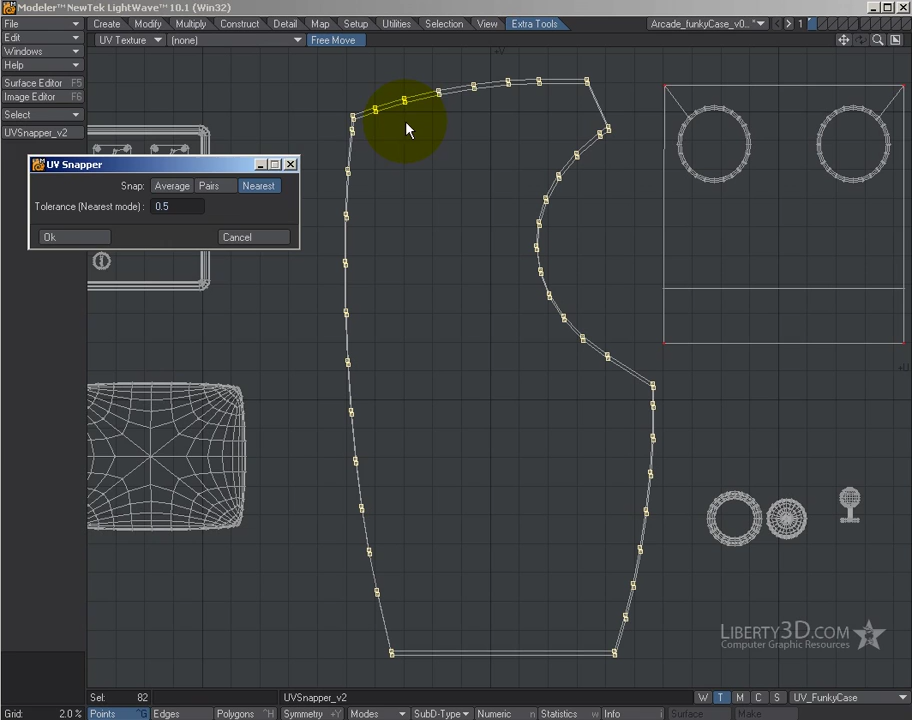 Modeler™ NewTek LightWave 10.1 (Win32)
File Create Modify Multiply Construct Detail Map Setup Utilities Selection View Extra Tools Arcade_funkyCase_v0... 1
Edit UV Texture (none) Free Move
Windows
Help
Surface Editor F5
Image Editor F6
Select
UVSnapper_v2
UV Snapper
Snap: Average Pairs Nearest
Tolerance (Nearest mode) : 0.5
Ok Cancel
+V
+U
LIBERTY3D.COM
Computer Graphic Resources
Sel: 82 UVSnapper_v2 W T M C S UV_FunkyCase
Grid: 2.0 % Points ^G Edges Polygons ^H Symmetry +Y Modes SubD-Type Numeric n Statistics w Info i Surface Make